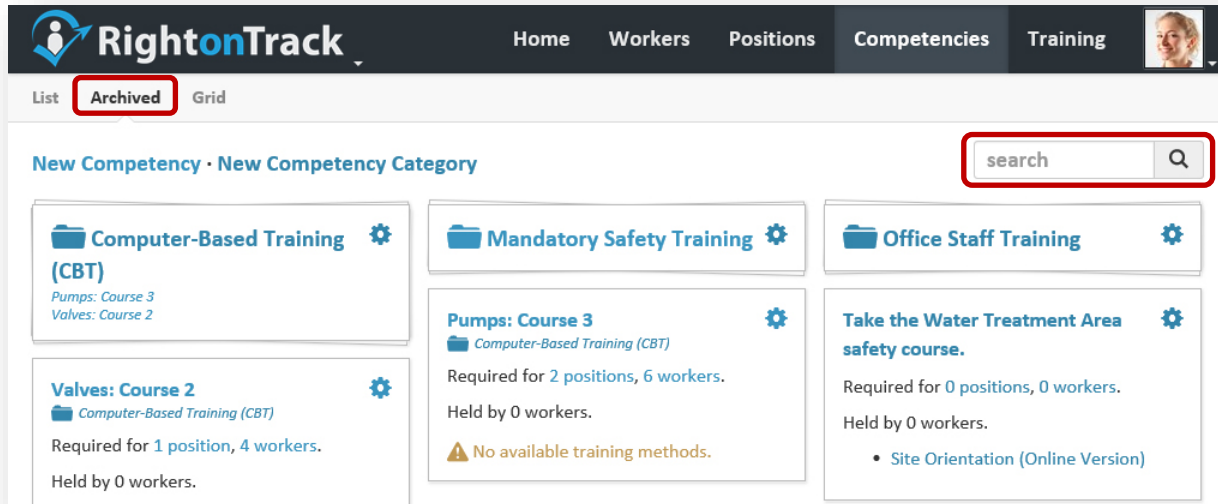 RightonTrack
Home Workers Positions Competencies Training
List Archived Grid
New Competency · New Competency Category
search
Computer-Based Training
(CBT)
Pumps: Course 3
Valves: Course 2
Valves: Course 2
Computer-Based Training (CBT)
Required for 1 position, 4 workers.
Held by 0 workers.
Mandatory Safety Training
Pumps: Course 3
Computer-Based Training (CBT)
Required for 2 positions, 6 workers.
Held by 0 workers.
No available training methods.
Office Staff Training
Take the Water Treatment Area
safety course.
Required for 0 positions, 0 workers.
Held by 0 workers.
• Site Orientation (Online Version)